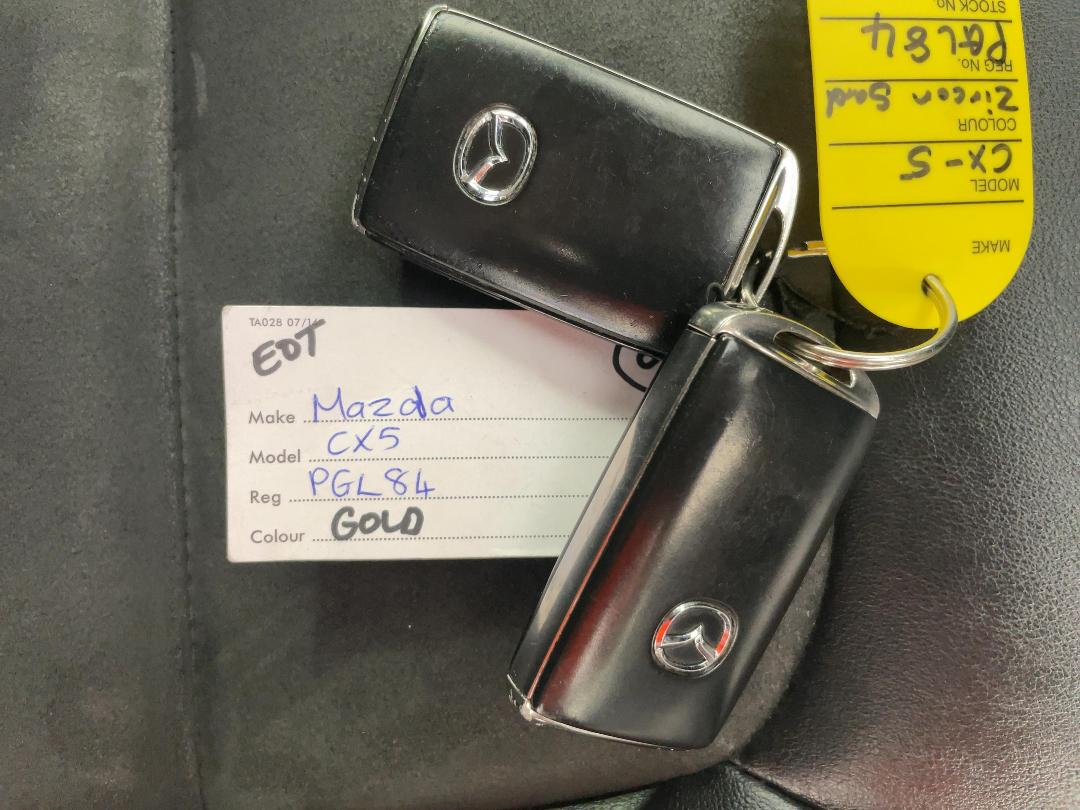 TA028 07/1
EOT
Make Mazda
Model CX5
Reg PGL84
Colour GOLD
MAKE
MODEL CX-5
COLOUR Zircon Sand
REG No. PGL84
STOCK No.